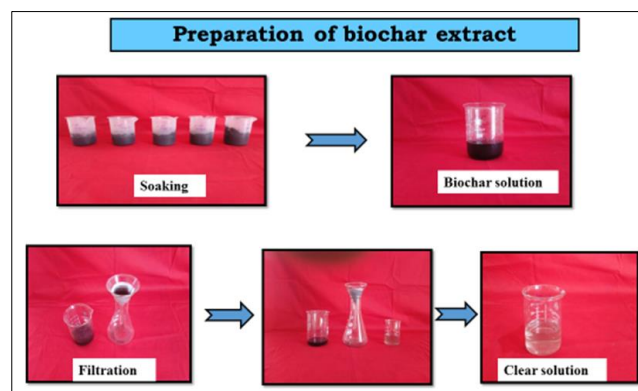 Preparation of biochar extract
Soaking
Biochar solution
Filtration
Clear solution